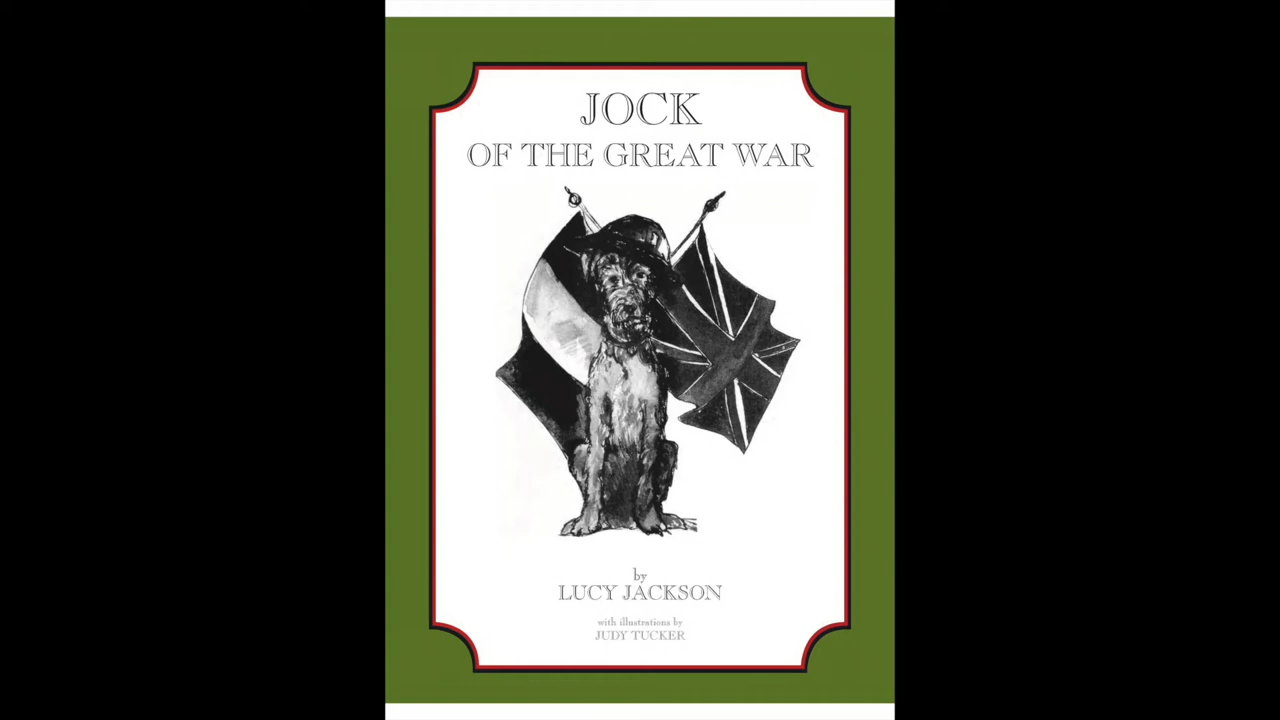 JOCK
OF THE GREAT WAR
by
LUCY JACKSON
with illustrations by
JUDY TUCKER